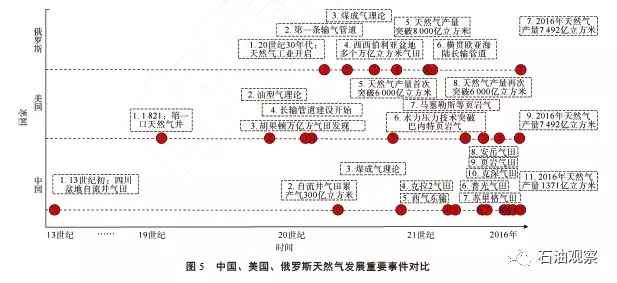 3. 煤成气理论
5. 天然气产量
突破8000亿立方米
7. 2016年天然气
产量7492亿立方米
2. 第一条输气管道
1. 20世纪30年代:
天然气工业开启
4. 西西伯利亚盆地
多个万亿立方米气田
6. 横贯欧亚海
陆长输管道
俄罗斯
2. 油型气理论
5. 天然气产量首次
突破6000亿立方米
8. 天然气产量再次
突破6000亿立方米
4. 长输管道建设开始
7. 马塞勒斯等页岩气
1. 1821: 第一
口天然气井
3. 胡果顿万亿方气田发现
6. 水力压力技术突破
巴内特页岩气
9. 2016年天然气
产量7492亿立方米
美国
国家
8. 安岳气田
9. 页岩气田
10. 克深气田
3. 煤成气理论
1. 13世纪初: 四川
盆地自流井气田
2. 自流井气田累
产气300亿立方米
4. 克拉2气田
6. 普光气田
5. 西气东输
7. 苏里格气田
11. 2016年天然气
产量1371亿立方米
中国
13世纪 …… 19世纪 20世纪 21世纪 2016年
时间
图5 中国、美国、俄罗斯天然气发展重要事件对比
石油观察